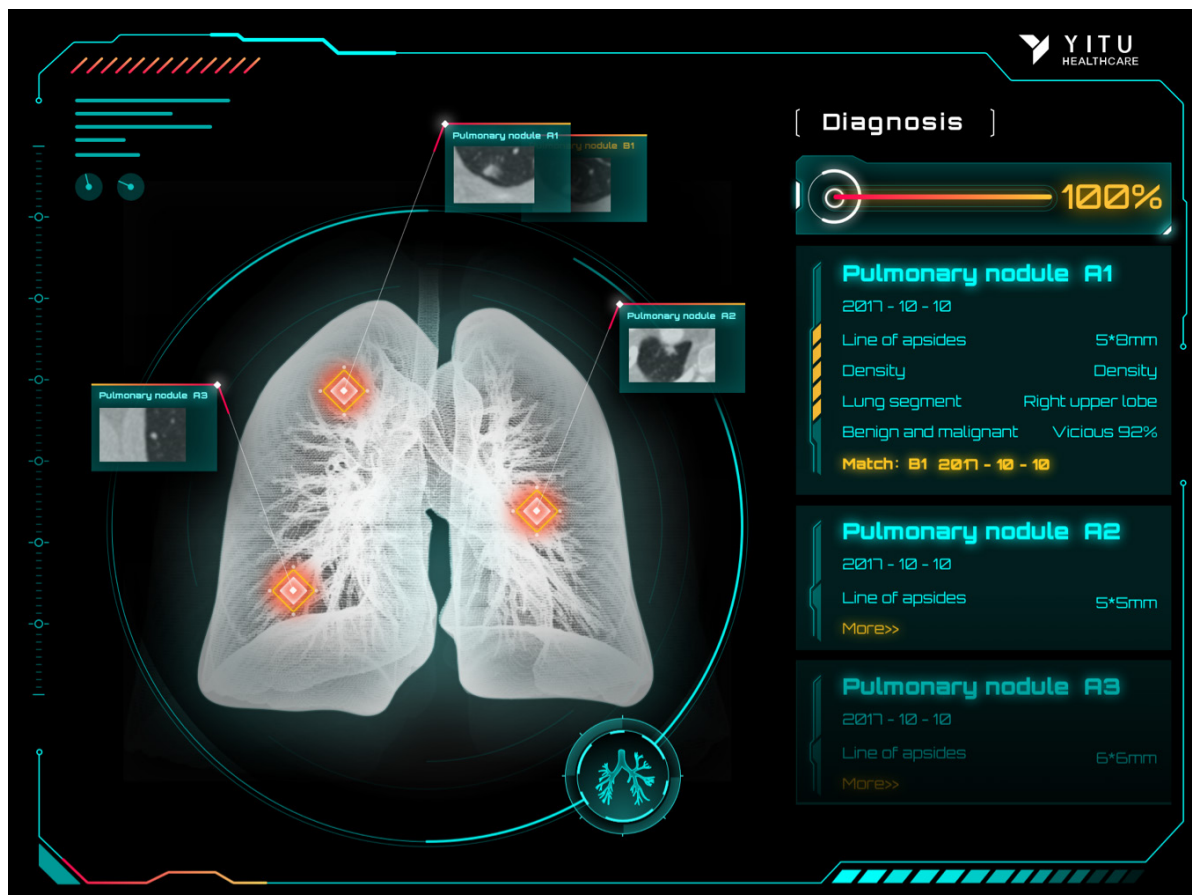 YITU
HEALTHCARE
Diagnosis
100%
Pulmonary nodule A1
nodule B1
Pulmonary nodule A2
Pulmonary nodule A3
Pulmonary nodule A1
2017 - 10 - 10
Line of apsides 5*8mm
Density Density
Lung segment Right upper lobe
Benign and malignant Vicious 92%
Match: B1 2017 - 10 - 10
Pulmonary nodule A2
2017 - 10 - 10
Line of apsides 5*5mm
More>>
Pulmonary nodule A3
2017 - 10 - 10
Line of apsides 6*6mm
More>>